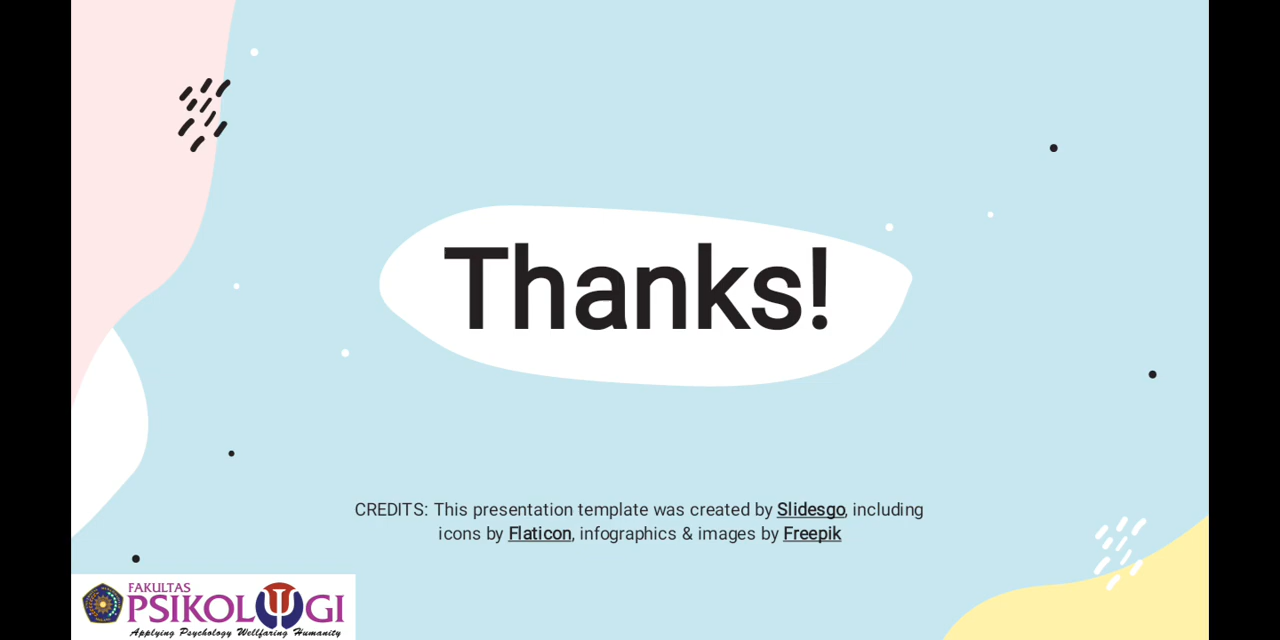 Thanks!
CREDITS: This presentation template was created by Slidesgo, including
icons by Flaticon, infographics & images by Freepik
FAKULTAS
PSIKOLOGI
Applying Psychology Wellfaring Humanity